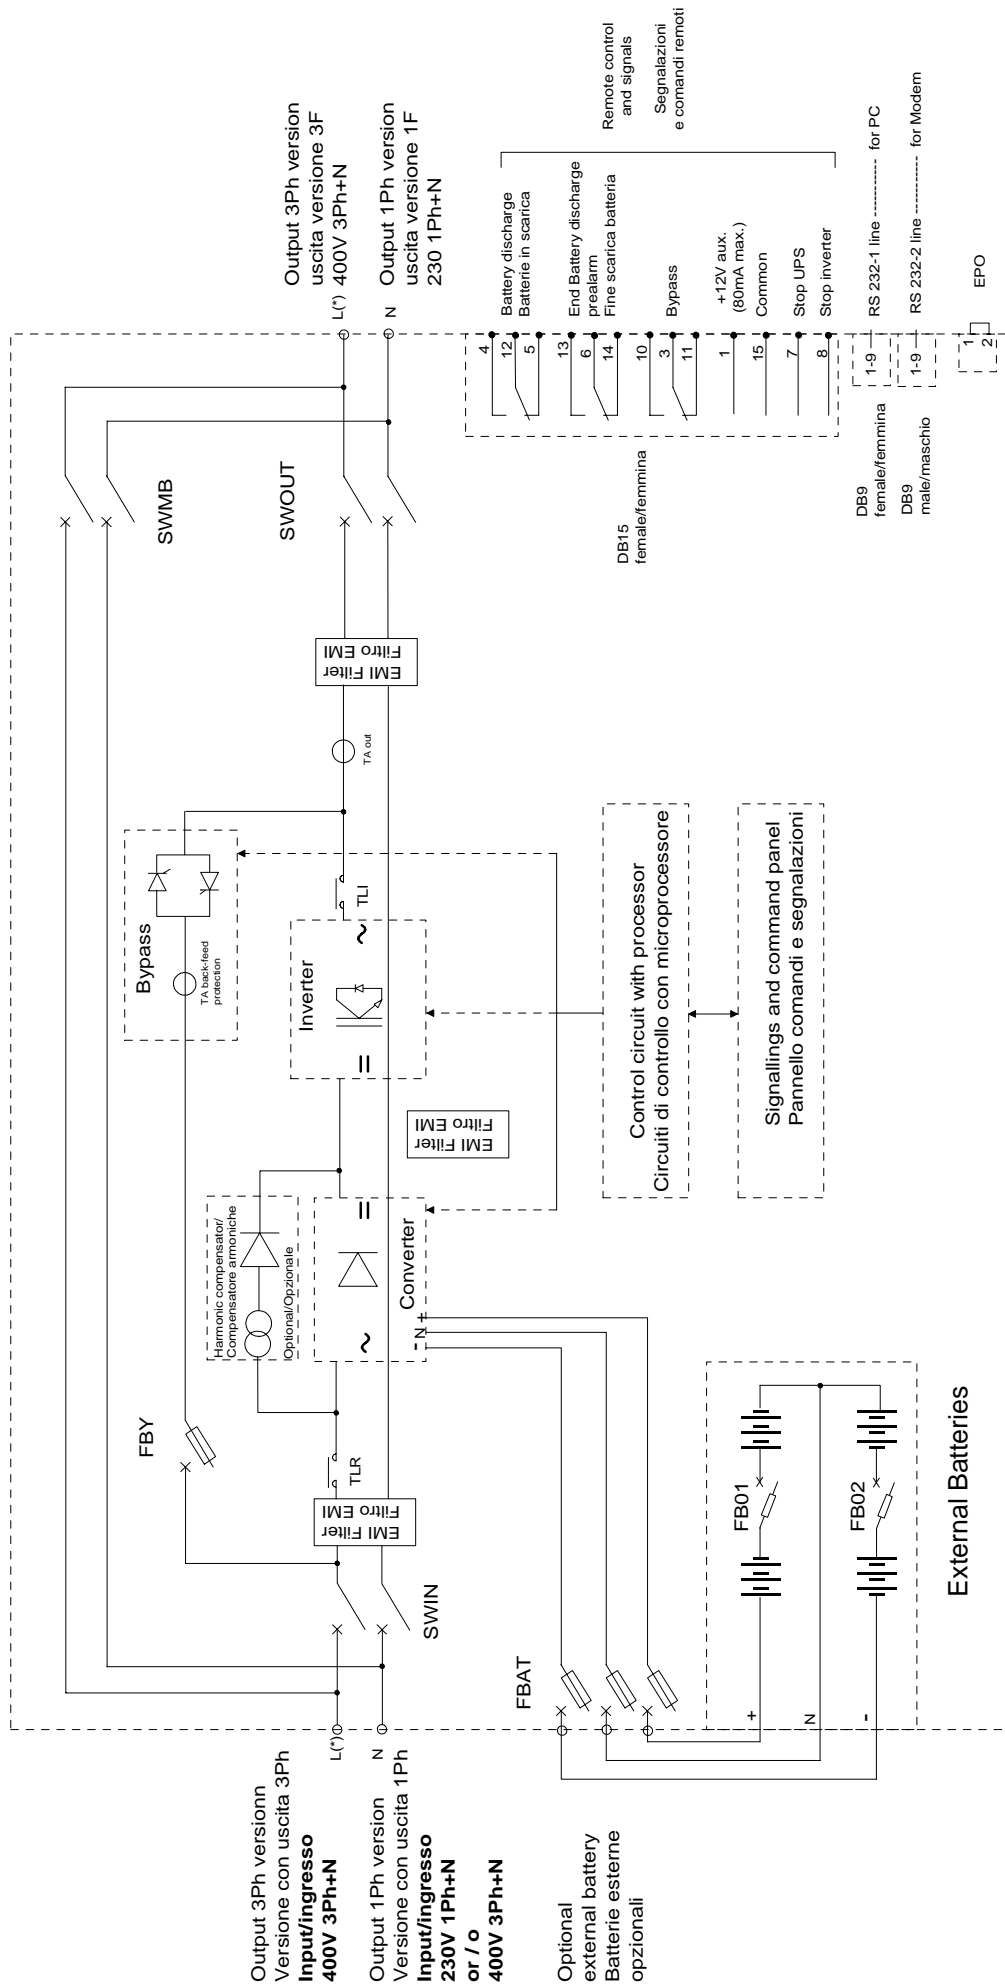 Output 3Ph versionn
Versione con uscita 3Ph
Input/ingresso
400V 3Ph+N
L(*)
Output 1Ph version
Versione con uscita 1Ph
Input/ingresso
230V 1Ph+N
or / o
400V 3Ph+N
N
Optional
external battery
Batterie esterne
opzionali
SWIN
FBY
EMI Filter
Filtro EMI
TLR
Harmonic compensator/
Compensatore armoniche
Optional/Opzionale
~
=
Converter
- N +
EMI Filter
Filtro EMI
Bypass
TA back-feed
protection
Inverter
=
~
TLI
TA out
EMI Filter
Filtro EMI
SWMB
SWOUT
Output 3Ph version
uscita versione 3F
400V 3Ph+N
L(*)
Output 1Ph version
uscita versione 1F
230 1Ph+N
N
FBAT
+
N
-
FB01
FB02
External Batteries
Control circuit with processor
Circuiti di controllo con microprocessore
Signallings and command panel
Pannello comandi e segnalazioni
DB15
female/femmina
4
12
5
Battery discharge
Batterie in scarica
13
6
14
End Battery discharge
prealarm
Fine scarica batteria
10
3
11
Bypass
1
+12V aux.
(80mA max.)
15
Common
7
Stop UPS
8
Stop inverter
Remote control
and signals
Segnalazioni
e comandi remoti
DB9
female/femmina
1-9
RS 232-1 line ----------- for PC
DB9
male/maschio
1-9
RS 232-2 line ----------- for Modem
1
2
EPO